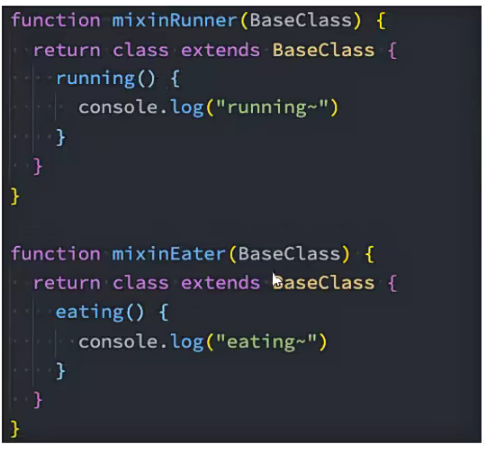 function mixinRunner(BaseClass) {
  return class extends BaseClass {
    running() {
      console.log("running~")
    }
  }
}
function mixinEater(BaseClass) {
  return class extends BaseClass {
    eating() {
      console.log("eating~")
    }
  }
}